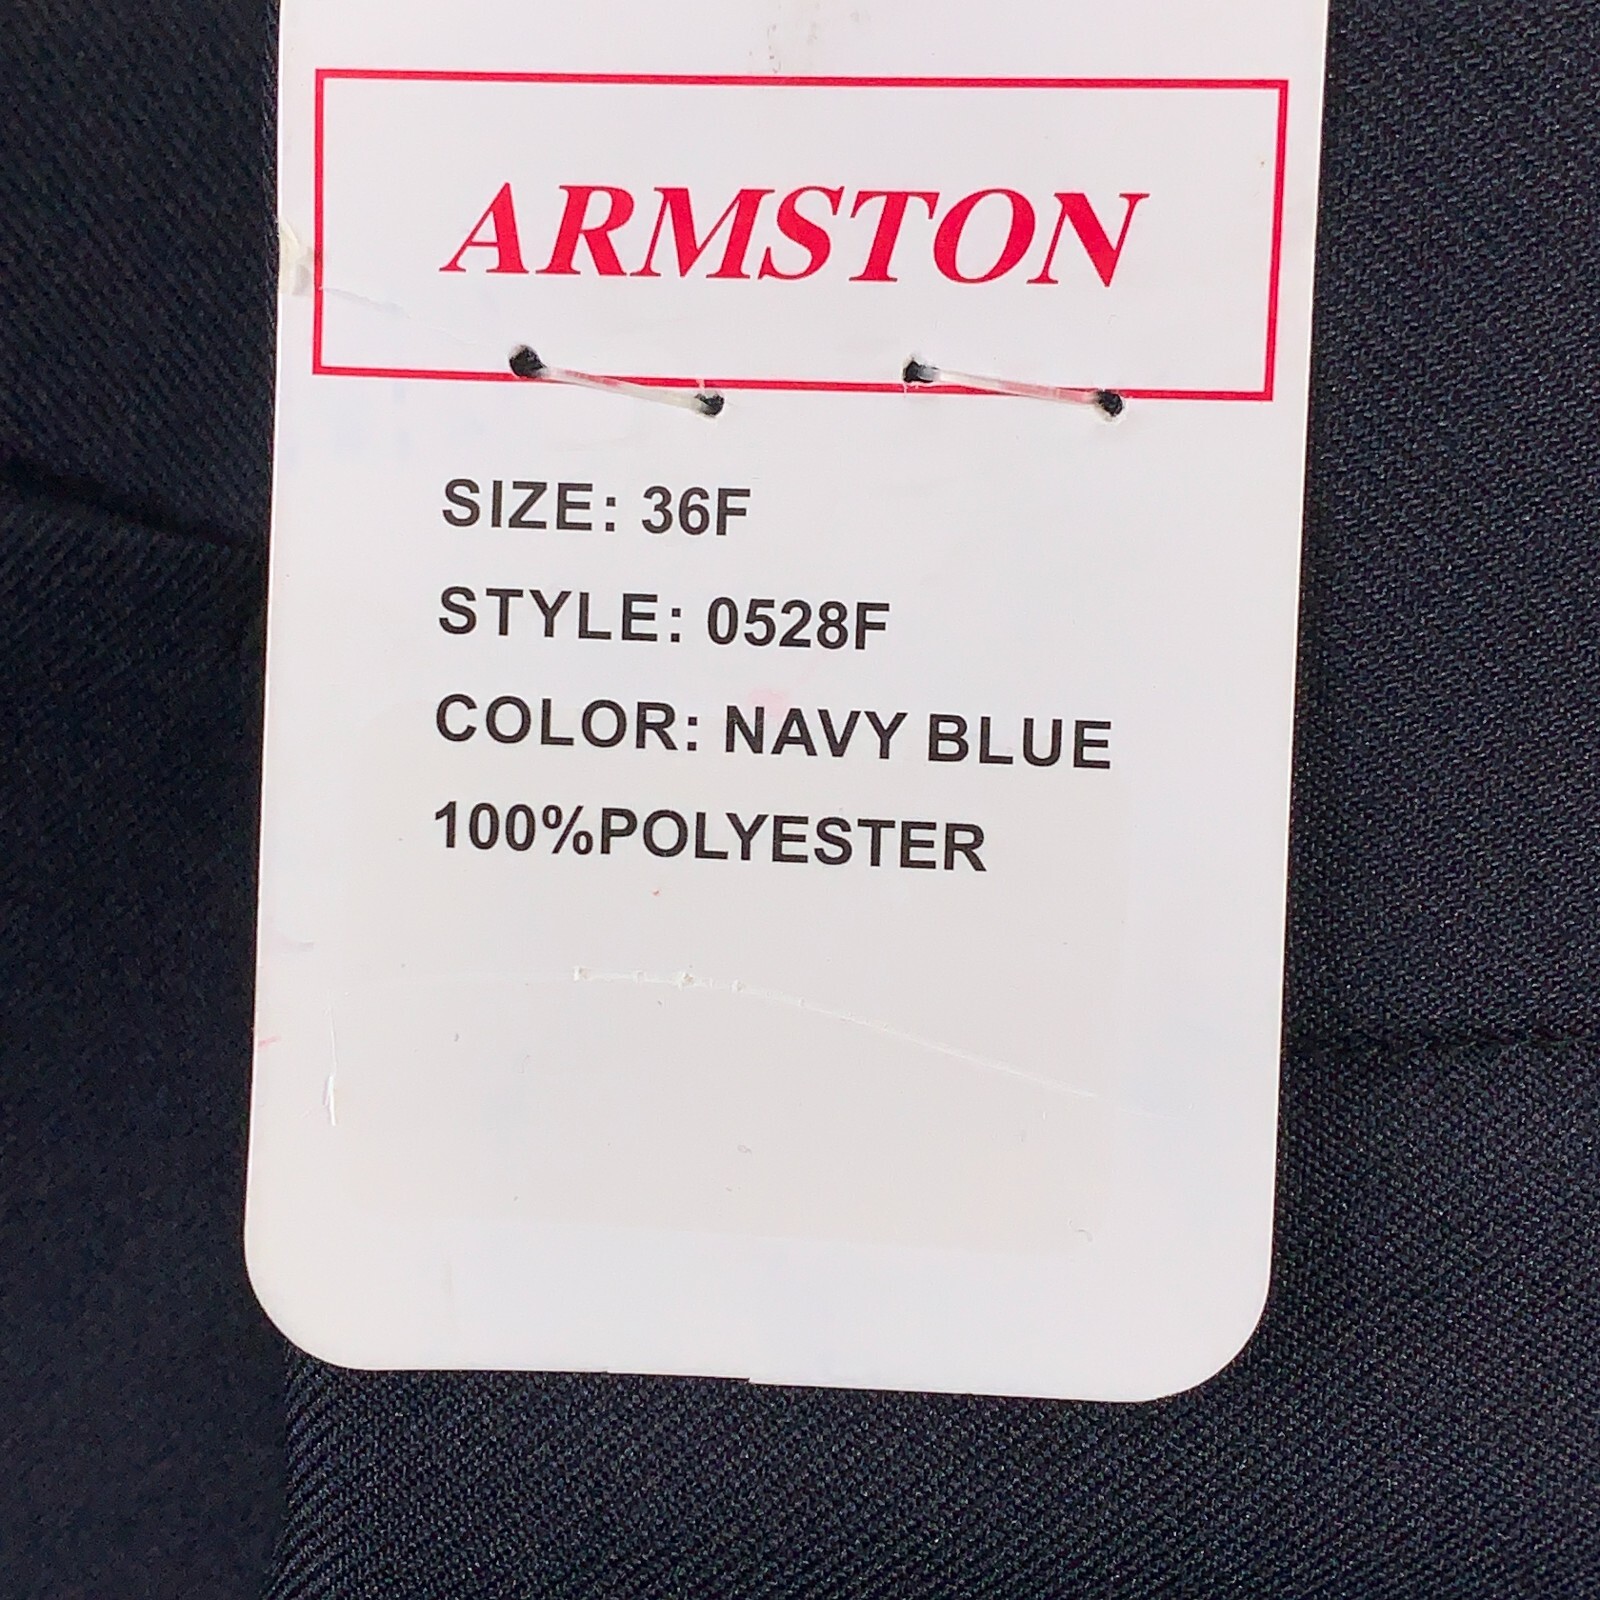 ARMSTON
SIZE: 36F
STYLE: 0528F
COLOR: NAVY BLUE
100%POLYESTER